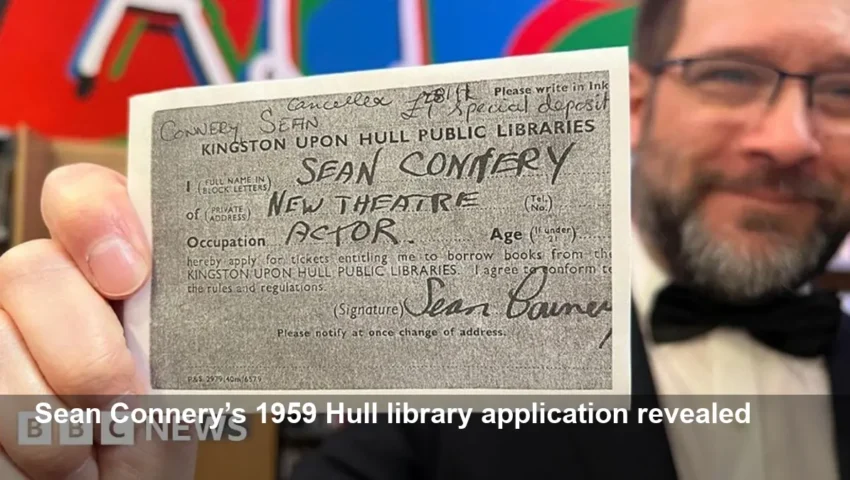 Cancelled £281ft Please write in Ink
CONNERY, SEAN £1 special deposit
KINGSTON UPON HULL PUBLIC LIBRARIES
I (FULL NAME IN BLOCK LETTERS) SEAN CONNERY
of (PRIVATE ADDRESS) NEW THEATRE (Tel. No.)
Occupation ACTOR. Age (If under 21)
hereby apply for tickets entitling me to borrow books from the
KINGSTON UPON HULL PUBLIC LIBRARIES. I agree to conform to
the rules and regulations.
(Signature) Sean Connery
Please notify at once change of address.
P&S 2979/40m/6579
Sean Connery’s 1959 Hull library application revealed
BBC NEWS